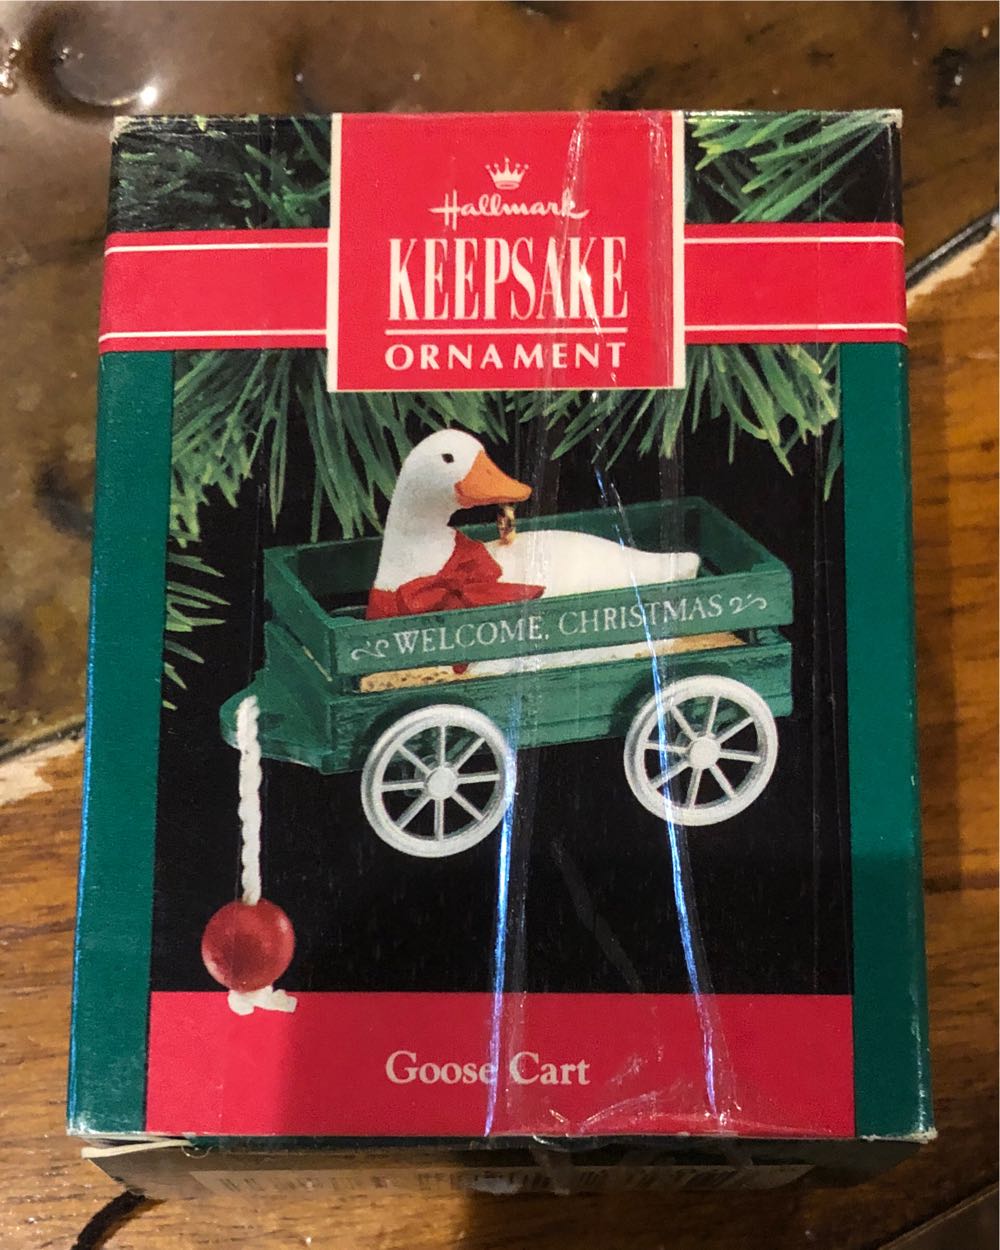 Hallmark
KEEPSAKE
ORNAMENT
WELCOME, CHRISTMAS
Goose Cart